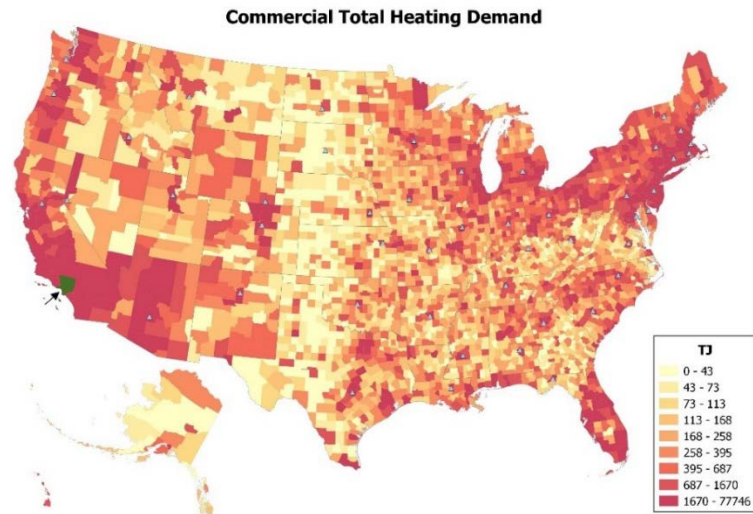 Commercial Total Heating Demand
TJ
0 - 43
43 - 73
73 - 113
113 - 168
168 - 258
258 - 395
395 - 687
687 - 1670
1670 - 77746